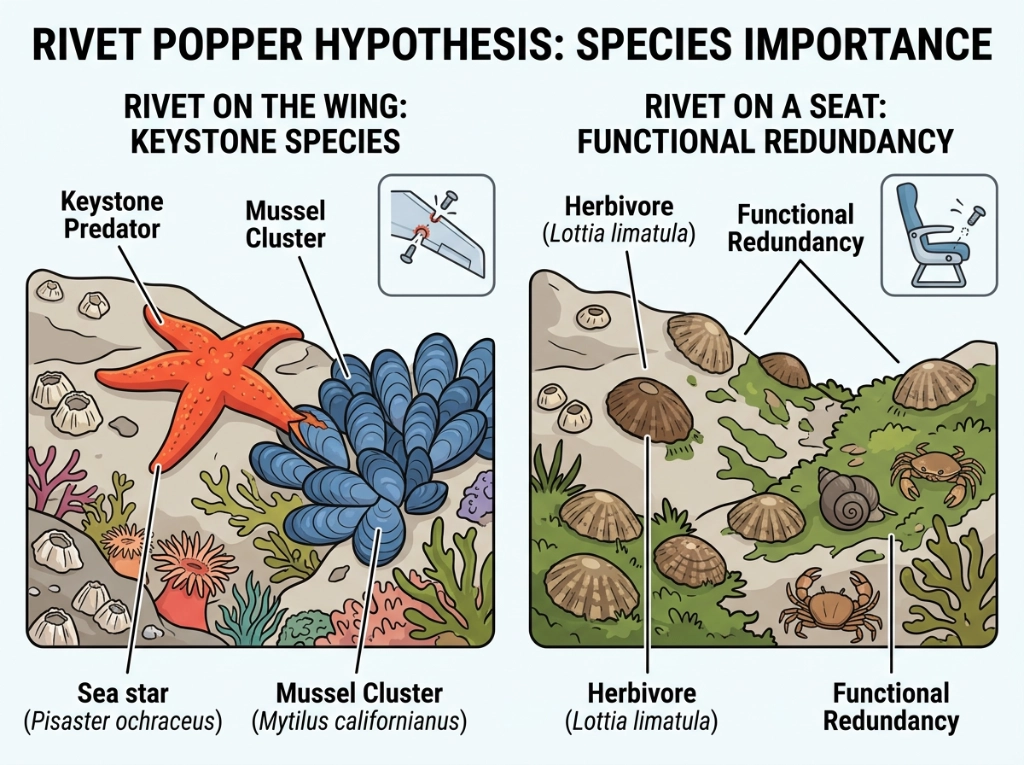 RIVET POPPER HYPOTHESIS: SPECIES IMPORTANCE
RIVET ON THE WING:
KEYSTONE SPECIES
Keystone
Predator
Mussel
Cluster
Sea star
(Pisaster ochraceus)
Mussel Cluster
(Mytilus californianus)
RIVET ON A SEAT:
FUNCTIONAL REDUNDANCY
Herbivore
(Lottia limatula)
Functional
Redundancy
Herbivore
(Lottia limatula)
Functional
Redundancy